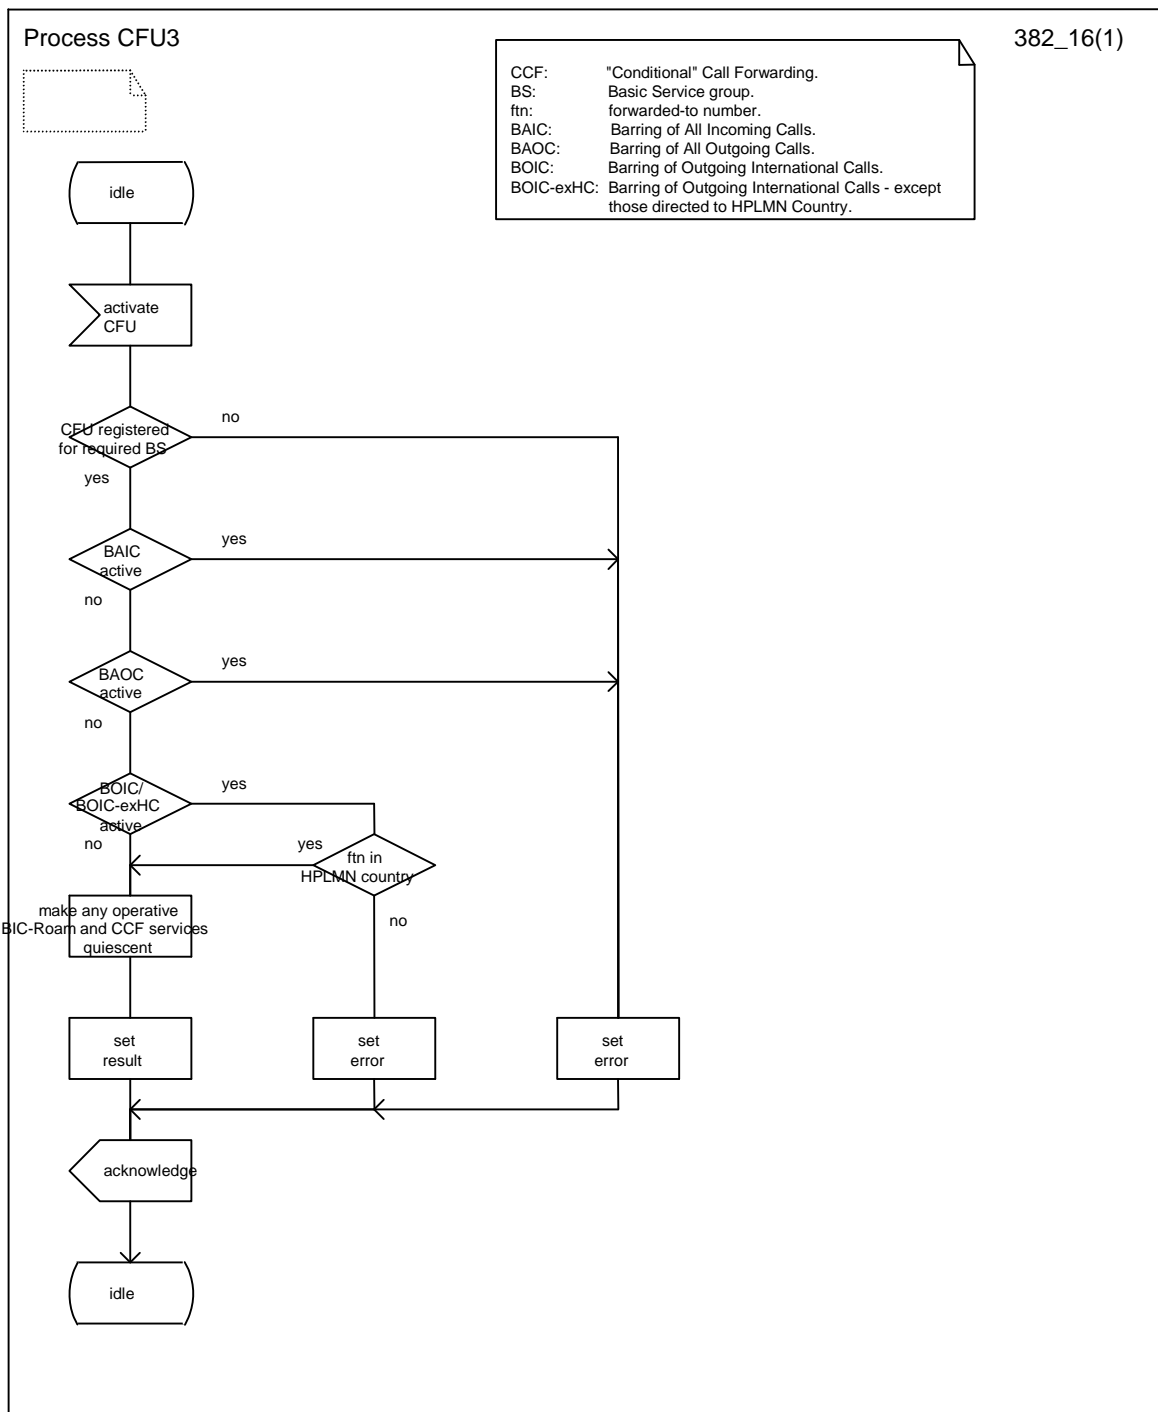 Process CFU3
382_16(1)
CCF: "Conditional" Call Forwarding.
BS: Basic Service group.
ftn: forwarded-to number.
BAIC: Barring of All Incoming Calls.
BAOC: Barring of All Outgoing Calls.
BOIC: Barring of Outgoing International Calls.
BOIC-exHC: Barring of Outgoing International Calls - except
those directed to HPLMN Country.
idle
activate
CFU
CFU registered
for required BS
no
yes
BAIC
active
yes
no
BAOC
active
yes
no
BOIC/
BOIC-exHC
active
yes
no
yes
ftn in
HPLMN country
no
make any operative
BIC-Roam and CCF services
quiescent
set
result
set
error
set
error
acknowledge
idle